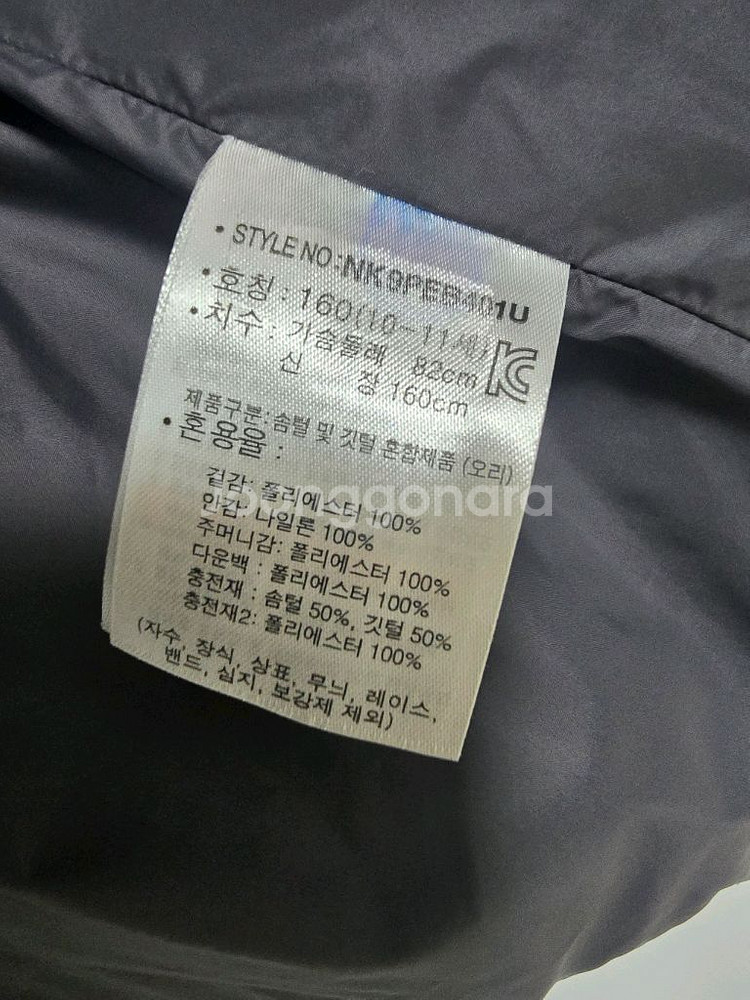 • STYLE NO:NK9PEB401U
• 호칭 : 160(10-11세)
• 치수 : 가슴둘레 82cm
신 장 160cm
제품구분: 솜털 및 깃털 혼합제품 (오리)
• 혼용율 :
겉감: 폴리에스터 100%
안감: 나일론 100%
주머니감: 폴리에스터 100%
다운백 : 폴리에스터 100%
충전재 : 솜털 50%, 깃털 50%
충전재2: 폴리에스터 100%
(자수, 장식, 상표, 무늬, 레이스,
밴드, 심지, 보강제 제외)
joonggonara